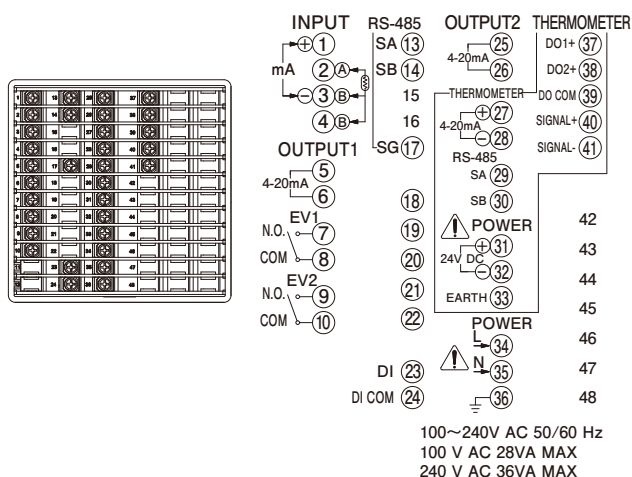 INPUT RS-485 OUTPUT2 THERMOMETER
+ 1 SA 13 25 DO1+ 37
mA 2 A SB 14 4-20mA 26 DO2+ 38
− 3 B 15 THERMOMETER DO COM 39
4 B 16 4-20mA + 27 SIGNAL+ 40
OUTPUT1 SG 17 − 28 SIGNAL- 41
4-20mA 5 RS-485
6 SA 29
18 SB 30
EV1 POWER 42
N.O. 7 19 24V DC + 31 43
COM 8 20 − 32 44
EV2
N.O. 9 21 EARTH 33 45
COM 10 22 POWER
L 34 46
DI 23 N 35 47
DI COM 24 36 48
100~240V AC 50/60 Hz
100 V AC 28VA MAX
240 V AC 36VA MAX